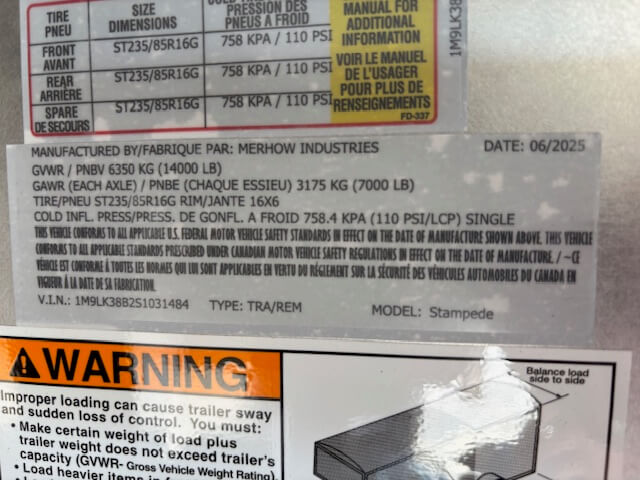 TIRE PNEU
SIZE DIMENSIONS
PRESSION DES PNEUS A FROID
FRONT AVANT ST235/85R16G 758 KPA / 110 PSI
REAR ARRIÈRE ST235/85R16G 758 KPA / 110 PSI
SPARE DE SECOURS ST235/85R16G 758 KPA / 110 PSI
MANUAL FOR
ADDITIONAL
INFORMATION
VOIR LE MANUEL
DE L'USAGER
POUR PLUS DE
RENSEIGNEMENTS
FD-337
1M9LK38
MANUFACTURED BY/FABRIQUE PAR: MERHOW INDUSTRIES DATE: 06/2025
GVWR / PNBV 6350 KG (14000 LB)
GAWR (EACH AXLE) / PNBE (CHAQUE ESSIEU) 3175 KG (7000 LB)
TIRE/PNEU ST235/85R16G RIM/JANTE 16X6
COLD INFL. PRESS/PRESS. DE GONFL. A FROID 758.4 KPA (110 PSI/LCP) SINGLE
THIS VEHICLE CONFORMS TO ALL APPLICABLE U.S. FEDERAL MOTOR VEHICLE SAFETY STANDARDS IN EFFECT ON THE DATE OF MANUFACTURE SHOWN ABOVE. THIS VEHICLE
CONFORMS TO ALL APPLICABLE STANDARDS PRESCRIBED UNDER CANADIAN MOTOR VEHICLE SAFETY REGULATIONS IN EFFECT ON THE DATE OF MANUFACTURE. / ~CE
VÉHICLE EST CONFORME À TOUTES LES NORMES QUI LUI SONT APPLICABLES EN VERTU DU RÈGLEMENT SUR LA SÉCURITÉ DES VÉHICULES AUTOMOBILES DU CANADA EN
VIGUEUR À LA DATE DE SA FABRICATION.
V.I.N.: 1M9LK38B2S1031484 TYPE: TRA/REM MODEL: Stampede
WARNING
Improper loading can cause trailer sway
and sudden loss of control. You must:
• Make certain weight of load plus
trailer weight does not exceed trailer's
capacity (GVWR- Gross Vehicle Weight Rating).
• Load heavier items in
Balance load
side to side